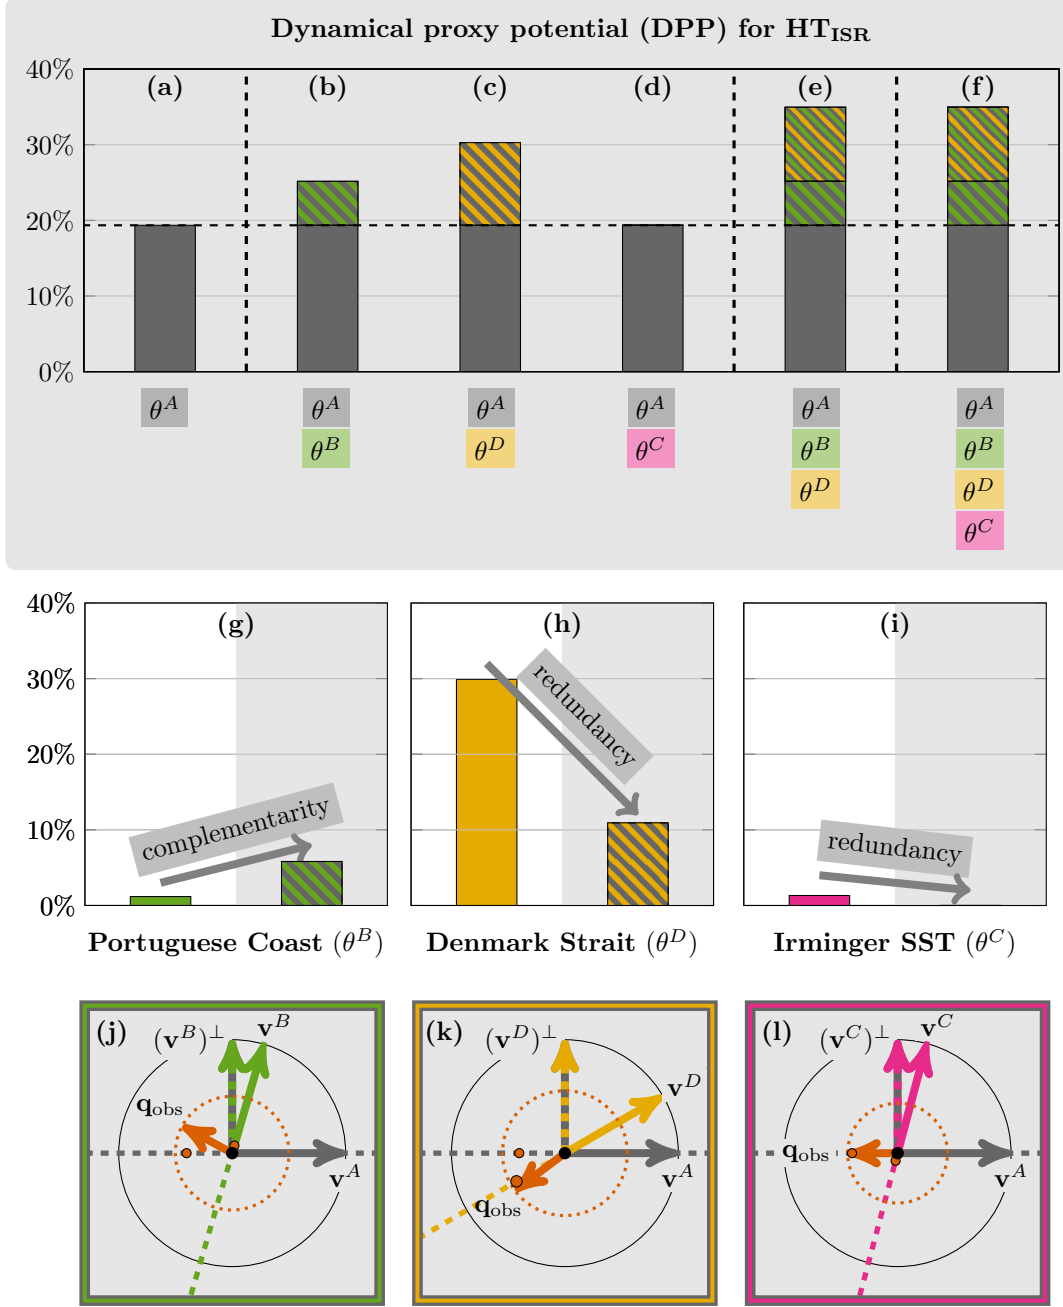 Dynamical proxy potential (DPP) for HT_ISR
40%
30%
20%
10%
0%
(a) (b) (c) (d) (e) (f)
θ^A θ^A θ^A θ^A θ^A θ^A
θ^B θ^D θ^C θ^B θ^B
θ^D θ^D
θ^C
40%
30%
20%
10%
0%
(g) (h) (i)
complementarity
redundancy
redundancy
Portuguese Coast (θ^B) Denmark Strait (θ^D) Irminger SST (θ^C)
(j) (v^B)^⊥ v^B
q_obs
v^A
(k) (v^D)^⊥
v^D
v^A
q_obs
(l) (v^C)^⊥ v^C
q_obs
v^A